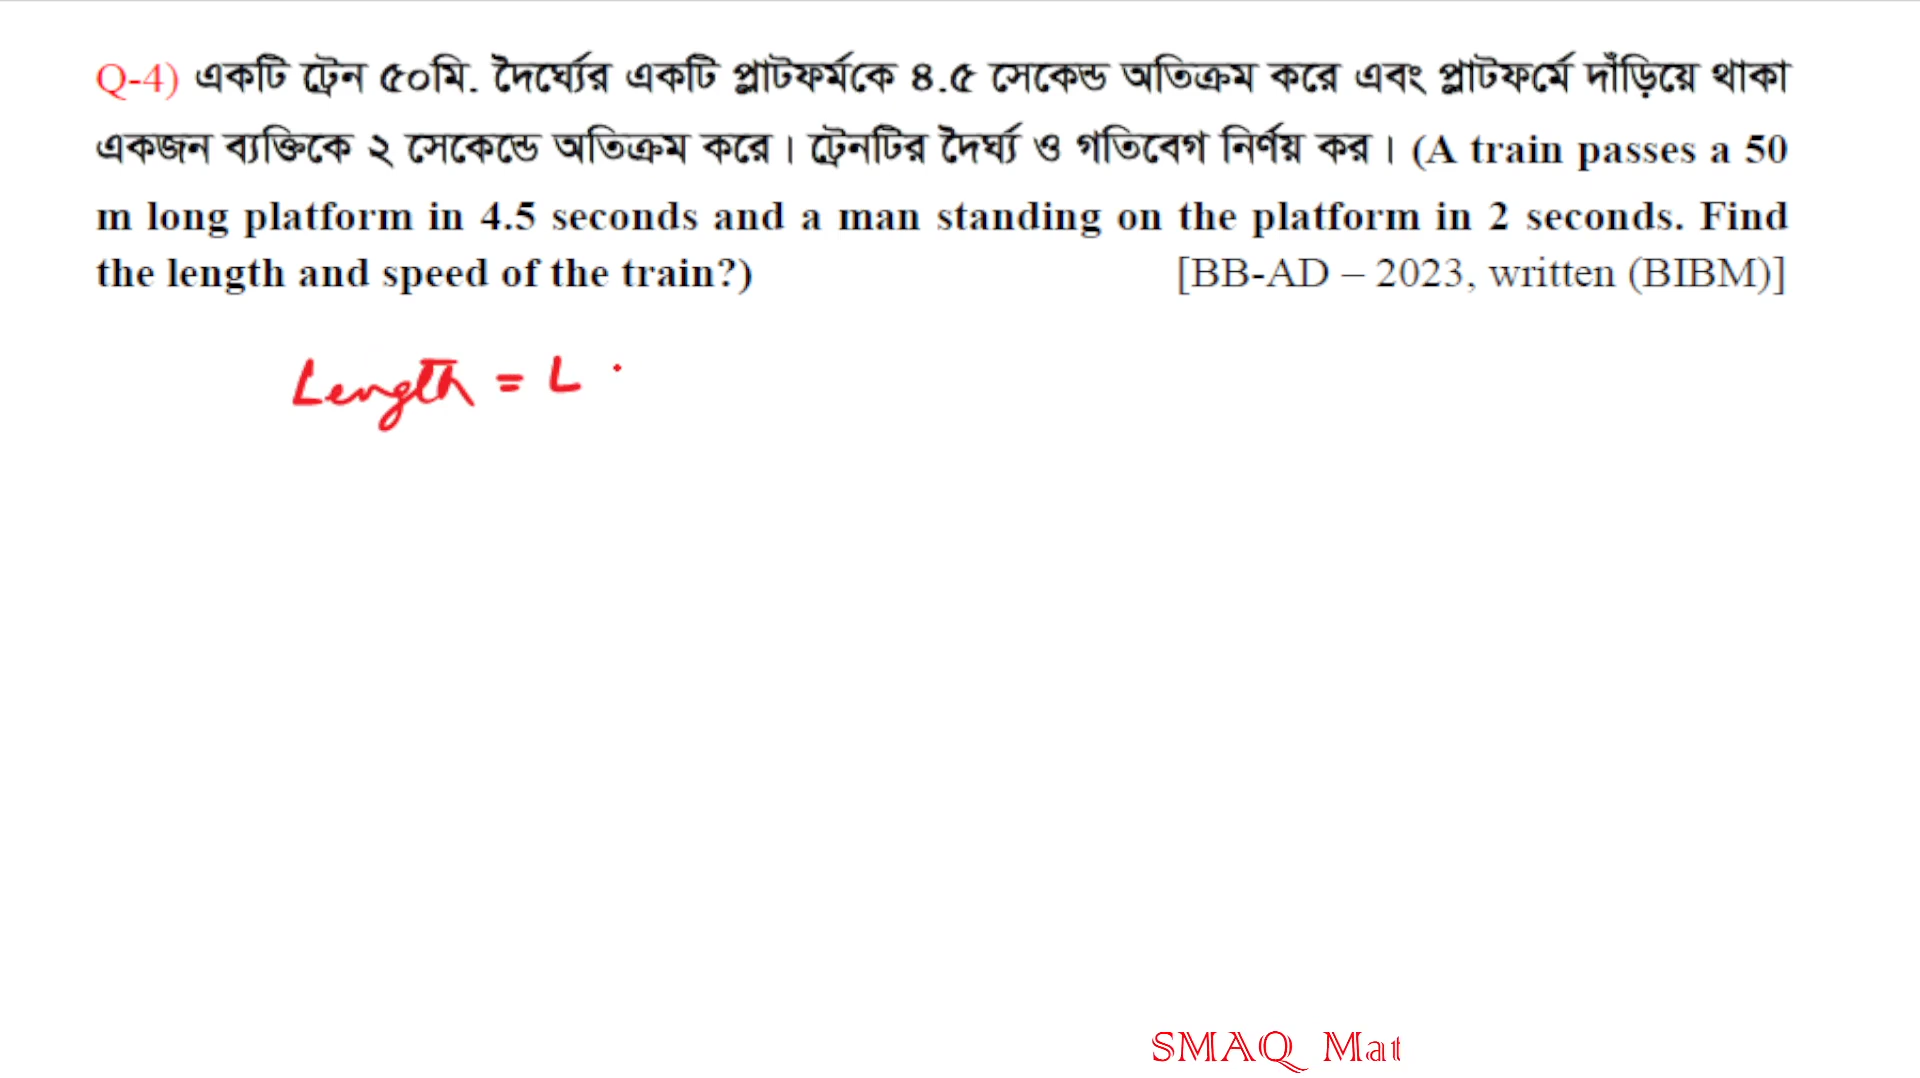 Q-4) একটি ট্রেন ৫০মি. দৈর্ঘ্যের একটি প্লাটফর্মকে ৪.৫ সেকেন্ড অতিক্রম করে এবং প্লাটফর্মে দাঁড়িয়ে থাকা
একজন ব্যক্তিকে ২ সেকেন্ডে অতিক্রম করে। ট্রেনটির দৈর্ঘ্য ও গতিবেগ নির্ণয় কর। (A train passes a 50
m long platform in 4.5 seconds and a man standing on the platform in 2 seconds. Find
the length and speed of the train?) [BB-AD – 2023, written (BIBM)]
Length = L
SMAQ Mat